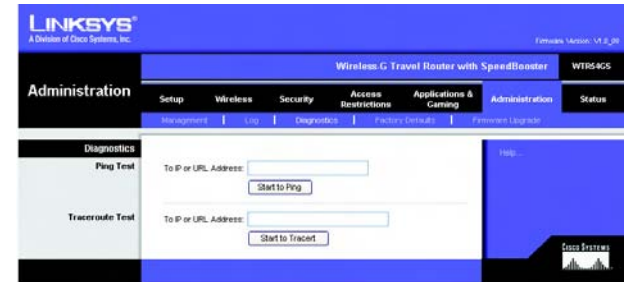 LINKSYS®
A Division of Cisco Systems, Inc.
Firmware Version: V1.0_00
Wireless-G Travel Router with SpeedBooster WTR54GS
Administration
Setup Wireless Security Access Restrictions Applications & Gaming Administration Status
Management | Log | Diagnostics | Factory Defaults | Firmware Upgrade
Diagnostics
Help...
Ping Test To IP or URL Address:
Start to Ping
Traceroute Test To IP or URL Address:
Start to Tracert
CISCO SYSTEMS